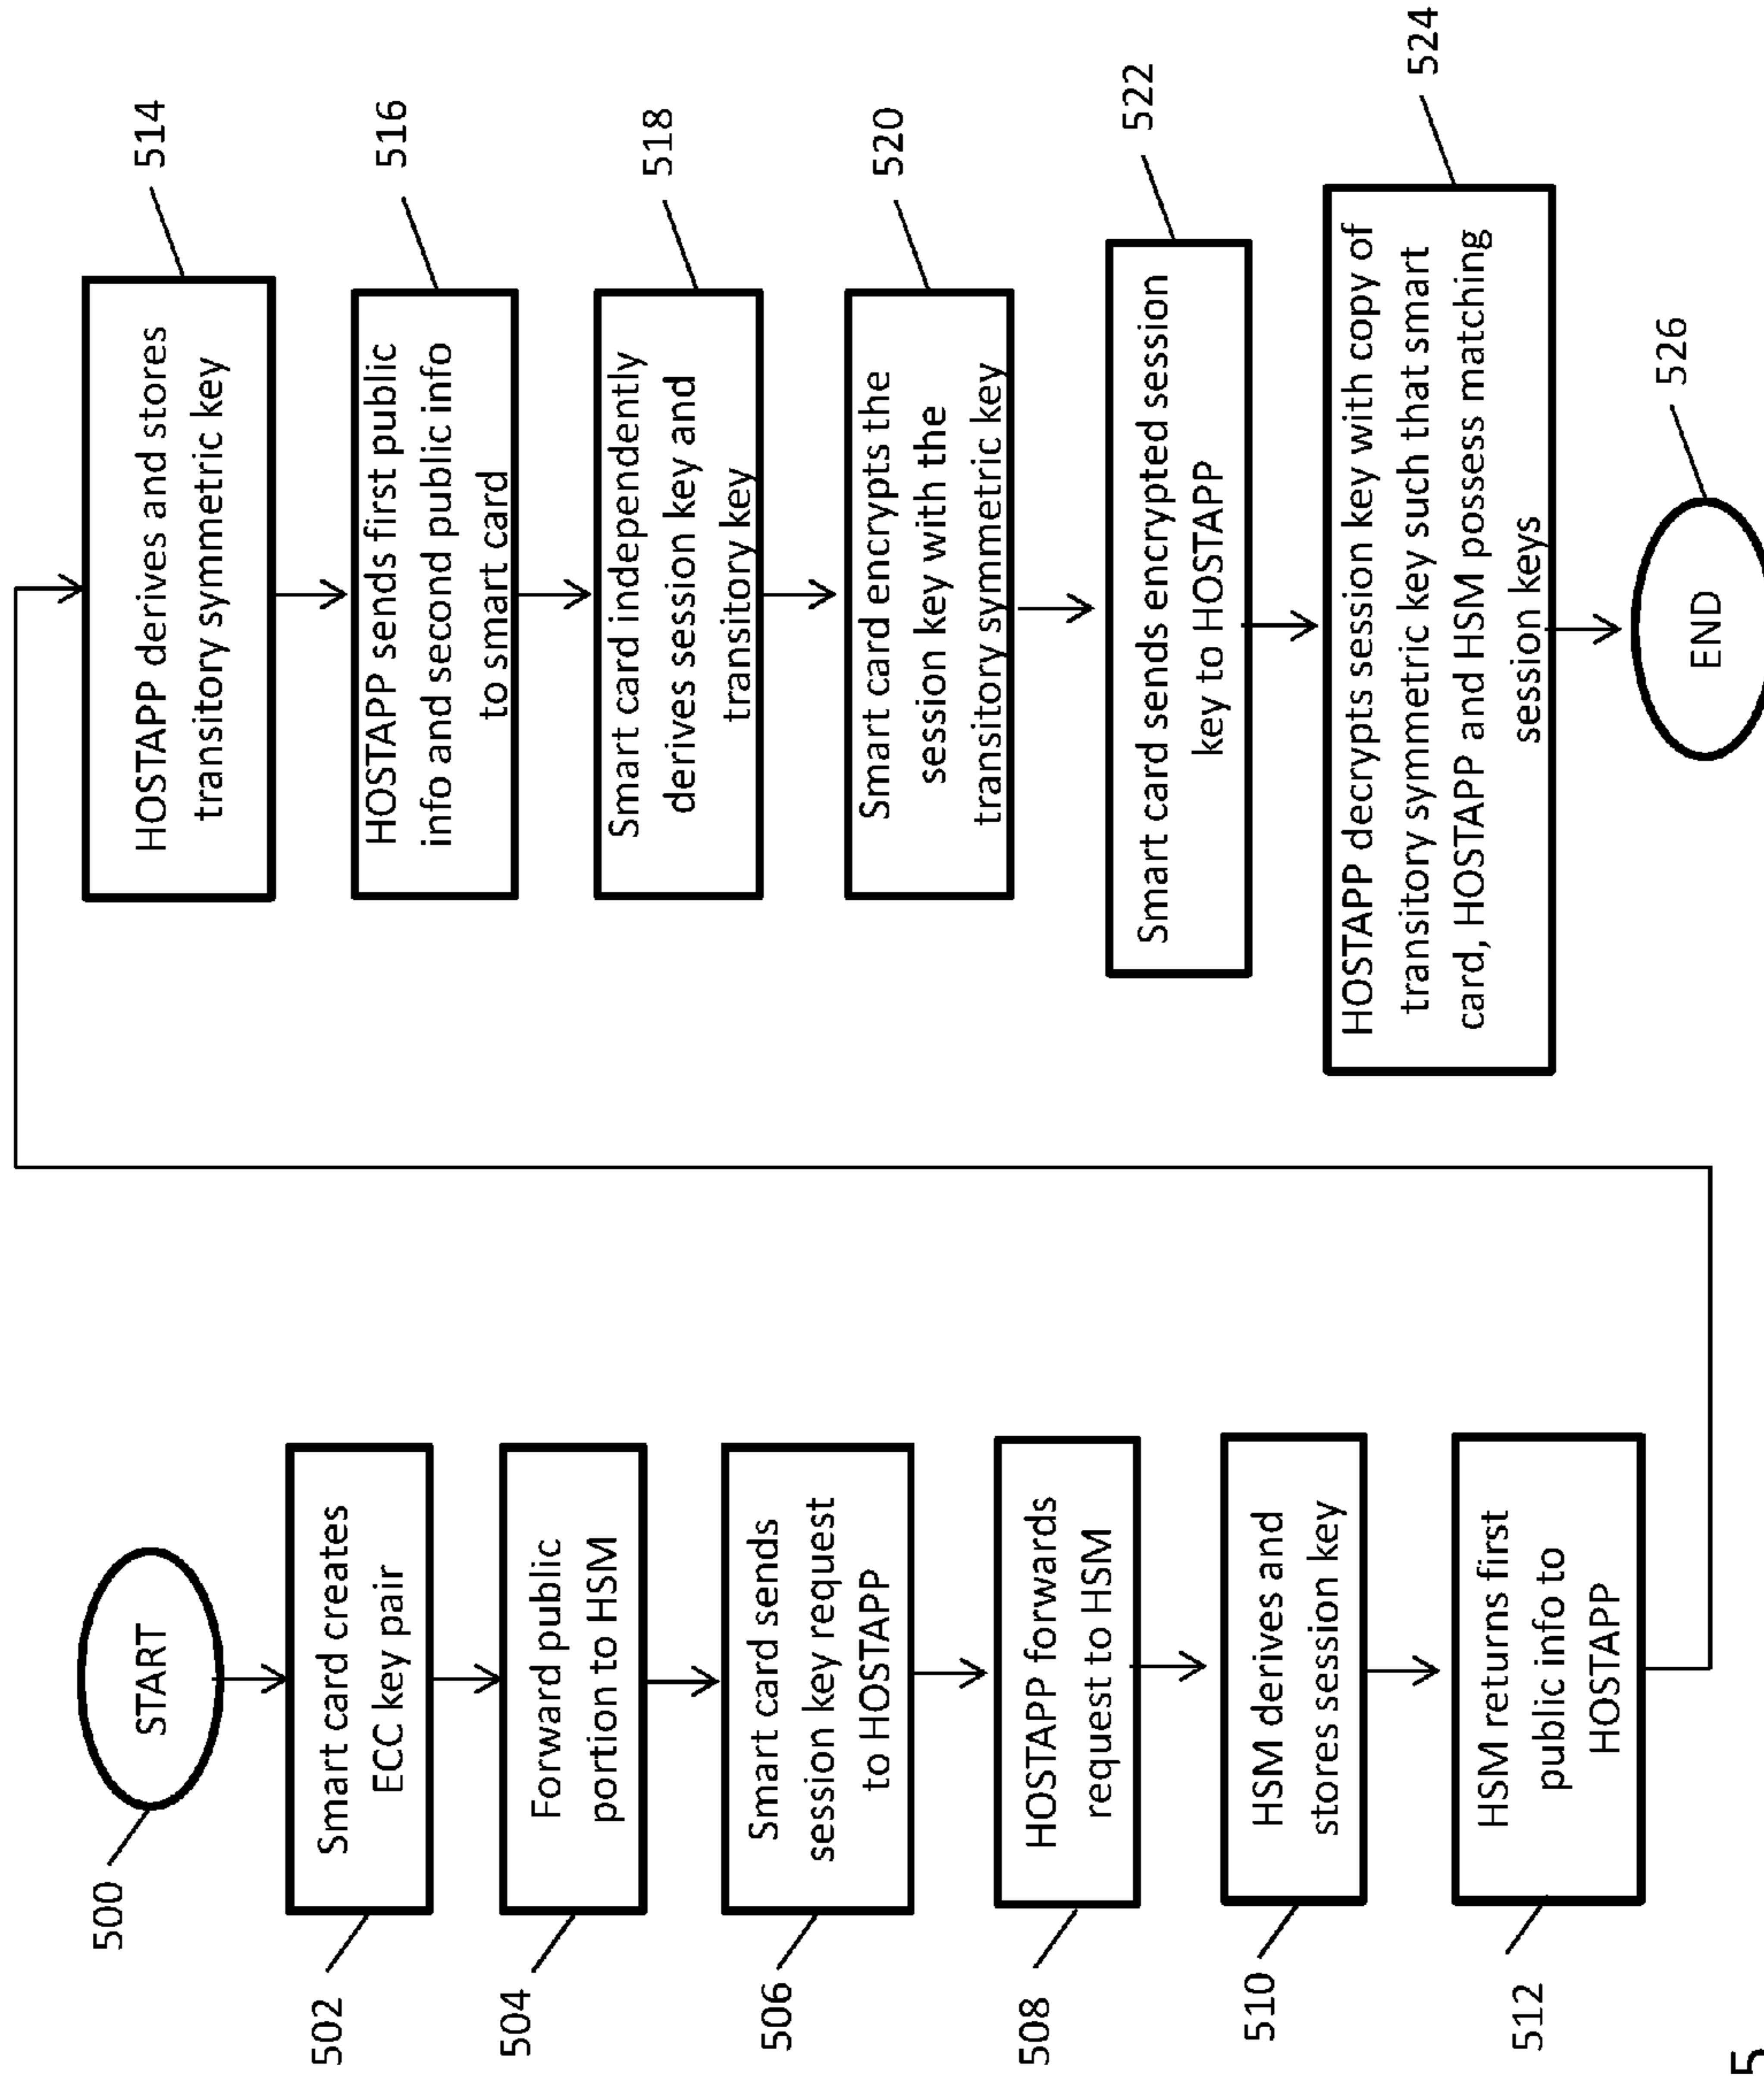 500
START
502
Smart card creates
ECC key pair
504
Forward public
portion to HSM
506
Smart card sends
session key request
to HOSTAPP
508
HOSTAPP forwards
request to HSM
510
HSM derives and
stores session key
512
HSM returns first
public info to
HOSTAPP
HOSTAPP derives and stores
transitory symmetric key
514
HOSTAPP sends first public
info and second public info
to smart card
516
Smart card independently
derives session key and
transitory key
518
Smart card encrypts the
session key with the
transitory symmetric key
520
Smart card sends encrypted session
key to HOSTAPP
522
HOSTAPP decrypts session key with copy of
transitory symmetric key such that smart
card, HOSTAPP and HSM possess matching
session keys
524
END
526
5